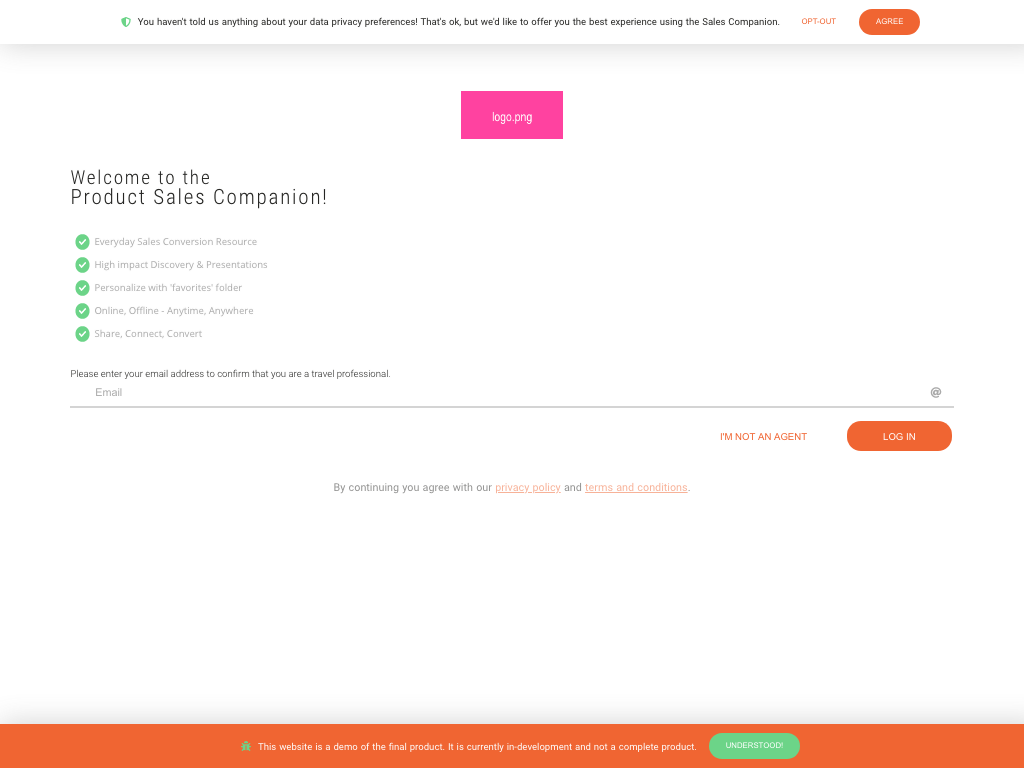 You haven't told us anything about your data privacy preferences! That's ok, but we'd like to offer you the best experience using the Sales Companion.
OPT-OUT
AGREE
logo.png
Welcome to the
Product Sales Companion!
Everyday Sales Conversion Resource
High impact Discovery & Presentations
Personalize with 'favorites' folder
Online, Offline - Anytime, Anywhere
Share, Connect, Convert
Please enter your email address to confirm that you are a travel professional.
Email @
I'M NOT AN AGENT
LOG IN
By continuing you agree with our privacy policy and terms and conditions.
This website is a demo of the final product. It is currently in-development and not a complete product.
UNDERSTOOD!